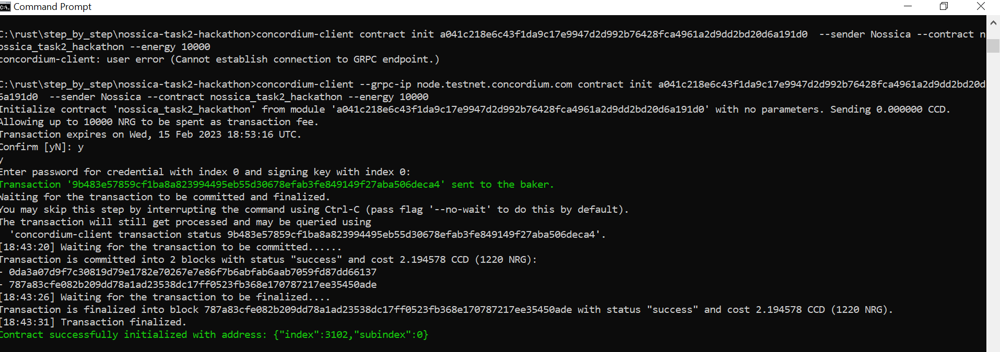 Command Prompt
C:\rust\step_by_step\nossica-task2-hackathon>concordium-client contract init a041c218e6c43f1da9c17e9947d2d992b76428fca4961a2d9dd2bd20d6a191d0  --sender Nossica --contract n
ossica_task2_hackathon --energy 10000
concordium-client: user error (Cannot establish connection to GRPC endpoint.)
C:\rust\step_by_step\nossica-task2-hackathon>concordium-client --grpc-ip node.testnet.concordium.com contract init a041c218e6c43f1da9c17e9947d2d992b76428fca4961a2d9dd2bd20d
6a191d0  --sender Nossica --contract nossica_task2_hackathon --energy 10000
Initialize contract 'nossica_task2_hackathon' from module 'a041c218e6c43f1da9c17e9947d2d992b76428fca4961a2d9dd2bd20d6a191d0' with no parameters. Sending 0.000000 CCD.
Allowing up to 10000 NRG to be spent as transaction fee.
Transaction expires on Wed, 15 Feb 2023 18:53:16 UTC.
Confirm [yN]: y
y
Enter password for credential with index 0 and signing key with index 0:
Transaction '9b483e57859cf1ba8a823994495eb55d30678efab3fe849149f27aba506deca4' sent to the baker.
Waiting for the transaction to be committed and finalized.
You may skip this step by interrupting the command using Ctrl-C (pass flag '--no-wait' to do this by default).
The transaction will still get processed and may be queried using
'concordium-client transaction status 9b483e57859cf1ba8a823994495eb55d30678efab3fe849149f27aba506deca4'.
[18:43:20] Waiting for the transaction to be committed......
Transaction is committed into 2 blocks with status "success" and cost 2.194578 CCD (1220 NRG):
- 0da3a07d9f7c30819d79e1782e70267e7e86f7b6abfab6aab7059fd87dd66137
- 787a83cfe082b209dd78a1ad23538dc17ff0523fb368e170787217ee35450ade
[18:43:26] Waiting for the transaction to be finalized....
Transaction is finalized into block 787a83cfe082b209dd78a1ad23538dc17ff0523fb368e170787217ee35450ade with status "success" and cost 2.194578 CCD (1220 NRG).
[18:43:31] Transaction finalized.
Contract successfully initialized with address: {"index":3102,"subindex":0}